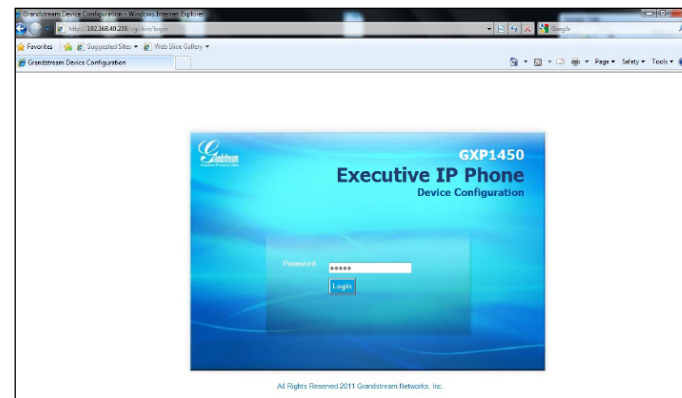 Grandstream Device Configuration - Windows Internet Explorer
http://192.168.40.239/cgi-bin/login
Google
Favorites Suggested Sites Web Slice Gallery
Grandstream Device Configuration
Page Safety Tools
Grandstream
GXP1450
Executive IP Phone
Device Configuration
Password
Login
All Rights Reserved 2011 Grandstream Networks, Inc.